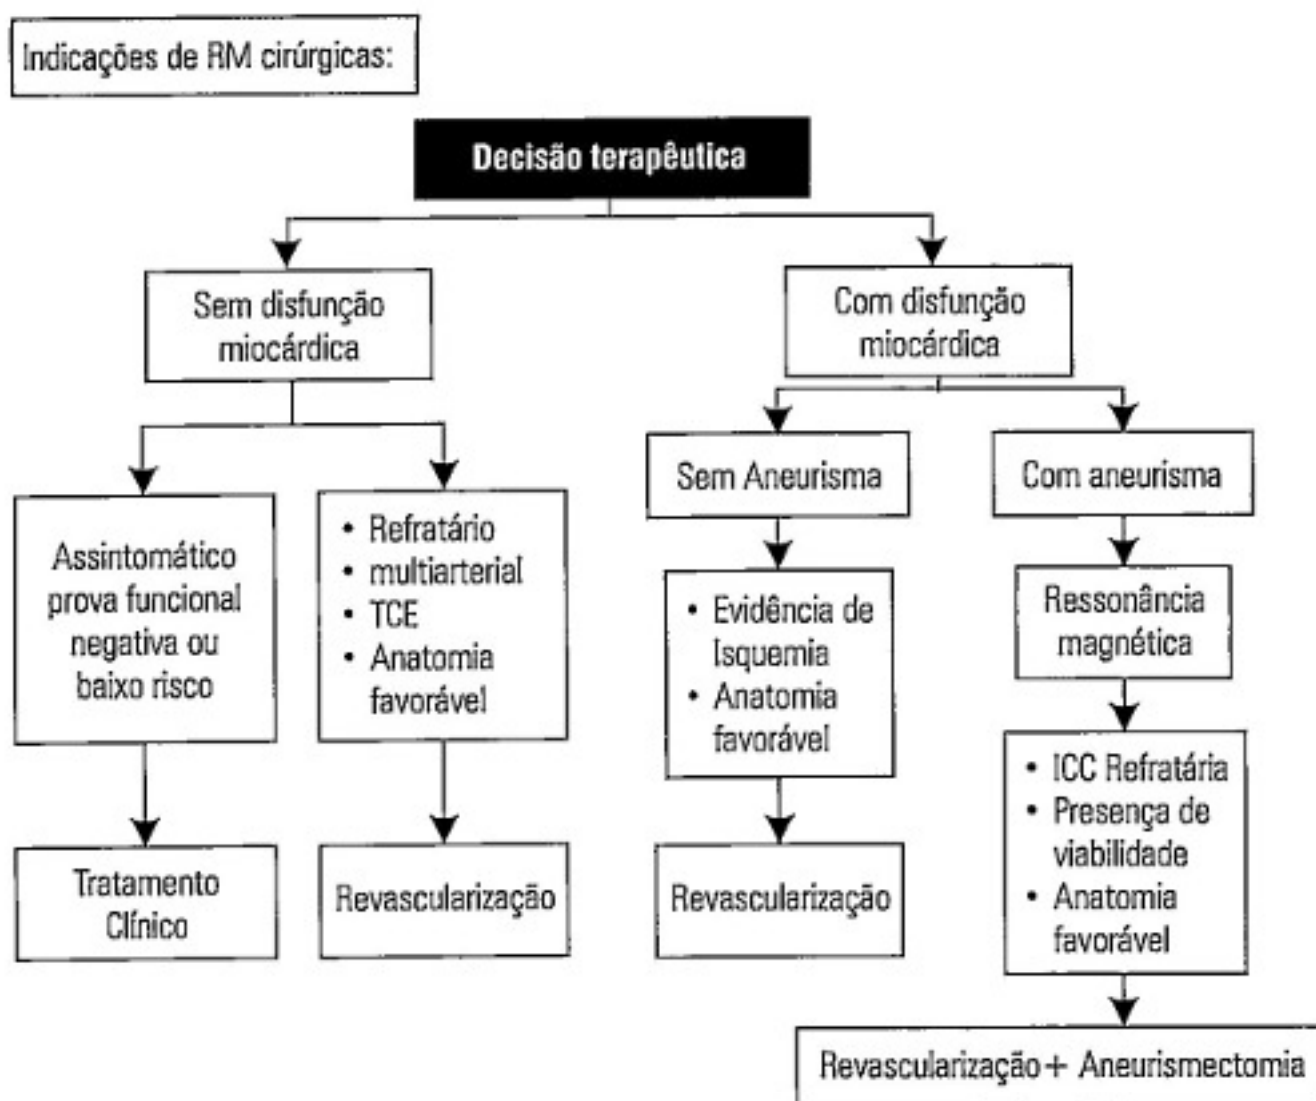 Indicações de RM cirúrgicas:
Decisão terapêutica
Sem disfunção
miocárdica
Com disfunção
miocárdica
Assintomático
prova funcional
negativa ou
baixo risco
• Refratário
• multiarterial
• TCE
• Anatomia
favorável
Sem Aneurisma
Com aneurisma
• Evidência de
Isquemia
• Anatomia
favorável
Ressonância
magnética
• ICC Refratária
• Presença de
viabilidade
• Anatomia
favorável
Tratamento
Clínico
Revascularização
Revascularização
Revascularização + Aneurismectomia